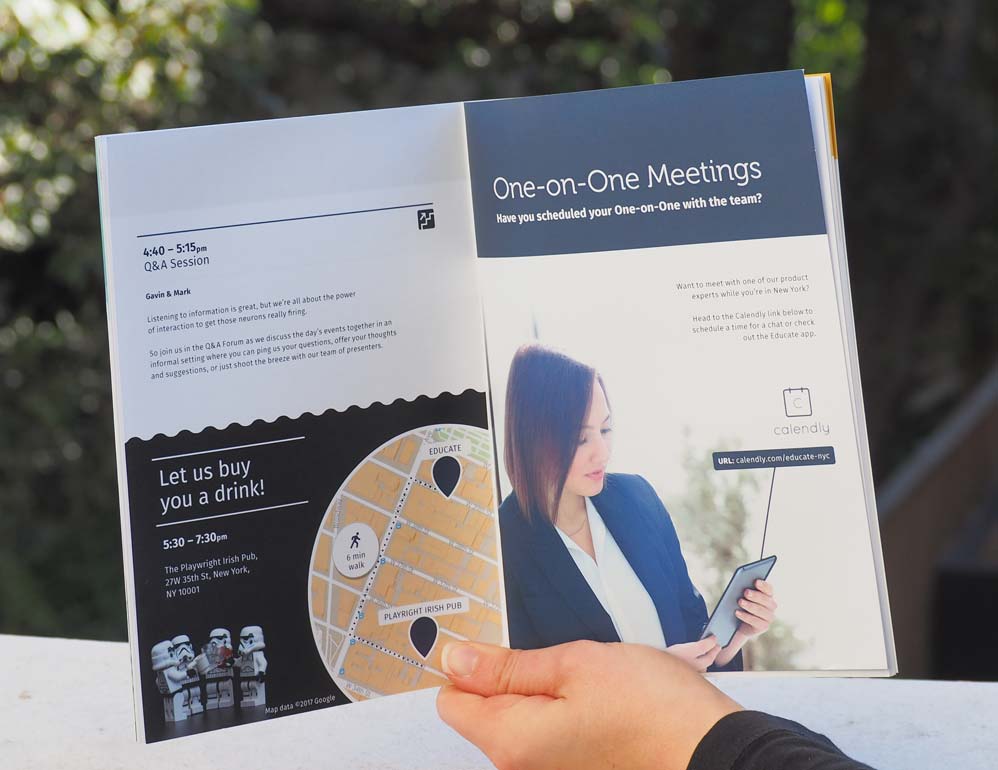 4:40 – 5:15pm
Q&A Session
Gavin & Mark
Listening to information is great, but we're all about the power
of interaction to get those neurons really firing.
So join us in the Q&A Forum as we discuss the day's events together in an
informal setting where you can ping us your questions, offer your thoughts
and suggestions, or just shoot the breeze with our team of presenters.
Let us buy
you a drink!
5:30 – 7:30pm
The Playwright Irish Pub,
27W 35th St, New York,
NY 10001
EDUCATE
6 min
walk
PLAYRIGHT IRISH PUB
W 34th St
Map data ©2017 Google
One-on-One Meetings
Have you scheduled your One-on-One with the team?
Want to meet with one of our product
experts while you're in New York?
Head to the Calendly link below to
schedule a time for a chat or check
out the Educate app.
C
calendly
URL: calendly.com/educate-nyc